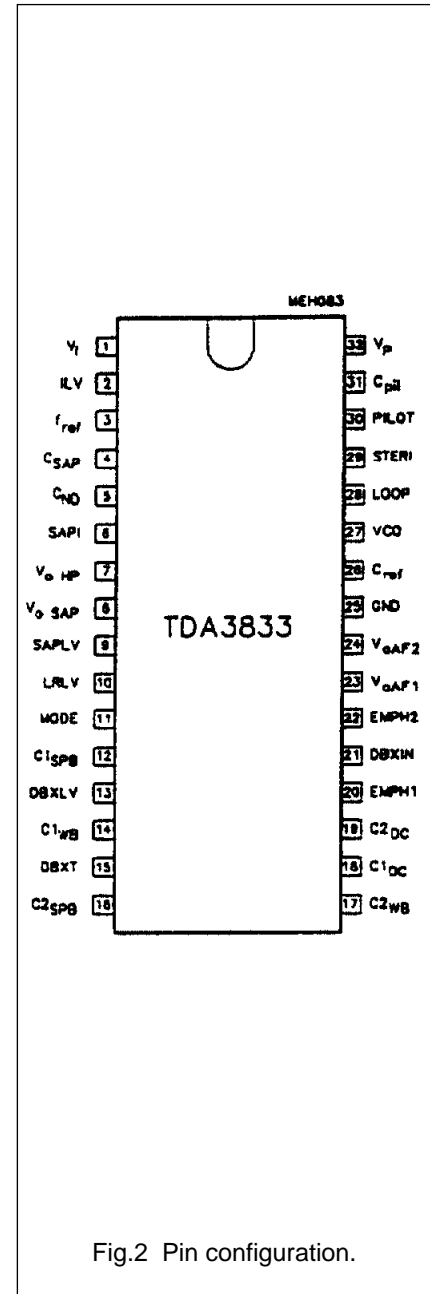 MEH083
V_I 1
ILV 2
f_ref 3
C_SAP 4
C_ND 5
SAPI 6
V_o HP 7
V_o SAP 8
SAPLV 9
LRLV 10
MODE 11
C1_SPB 12
DBXLV 13
C1_WB 14
DBXT 15
C2_SPB 16
TDA3833
32 V_P
31 C_pil
30 PILOT
29 STERI
28 LOOP
27 VCO
26 C_ref
25 GND
24 V_oAF2
23 V_oAF1
22 EMPH2
21 DBXIN
20 EMPH1
19 C2_DC
18 C1_DC
17 C2_WB
Fig.2 Pin configuration.